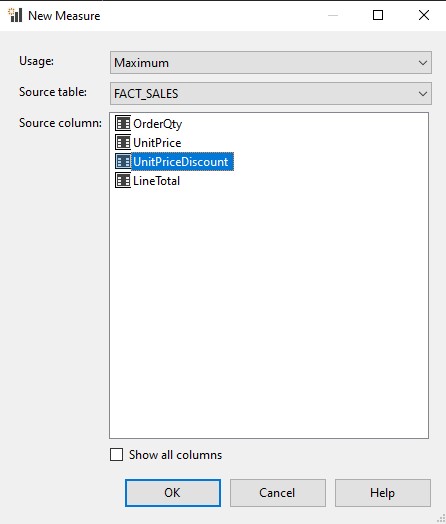 New Measure
Usage: Maximum
Source table: FACT_SALES
Source column: OrderQty
UnitPrice
UnitPriceDiscount
LineTotal
Show all columns
OK Cancel Help